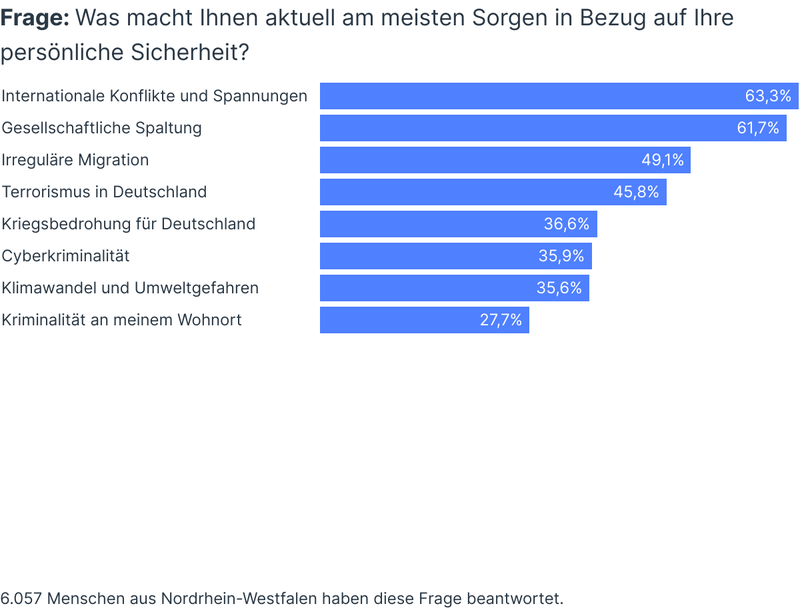 Frage: Was macht Ihnen aktuell am meisten Sorgen in Bezug auf Ihre
persönliche Sicherheit?
Internationale Konflikte und Spannungen 63,3%
Gesellschaftliche Spaltung 61,7%
Irreguläre Migration 49,1%
Terrorismus in Deutschland 45,8%
Kriegsbedrohung für Deutschland 36,6%
Cyberkriminalität 35,9%
Klimawandel und Umweltgefahren 35,6%
Kriminalität an meinem Wohnort 27,7%
6.057 Menschen aus Nordrhein-Westfalen haben diese Frage beantwortet.